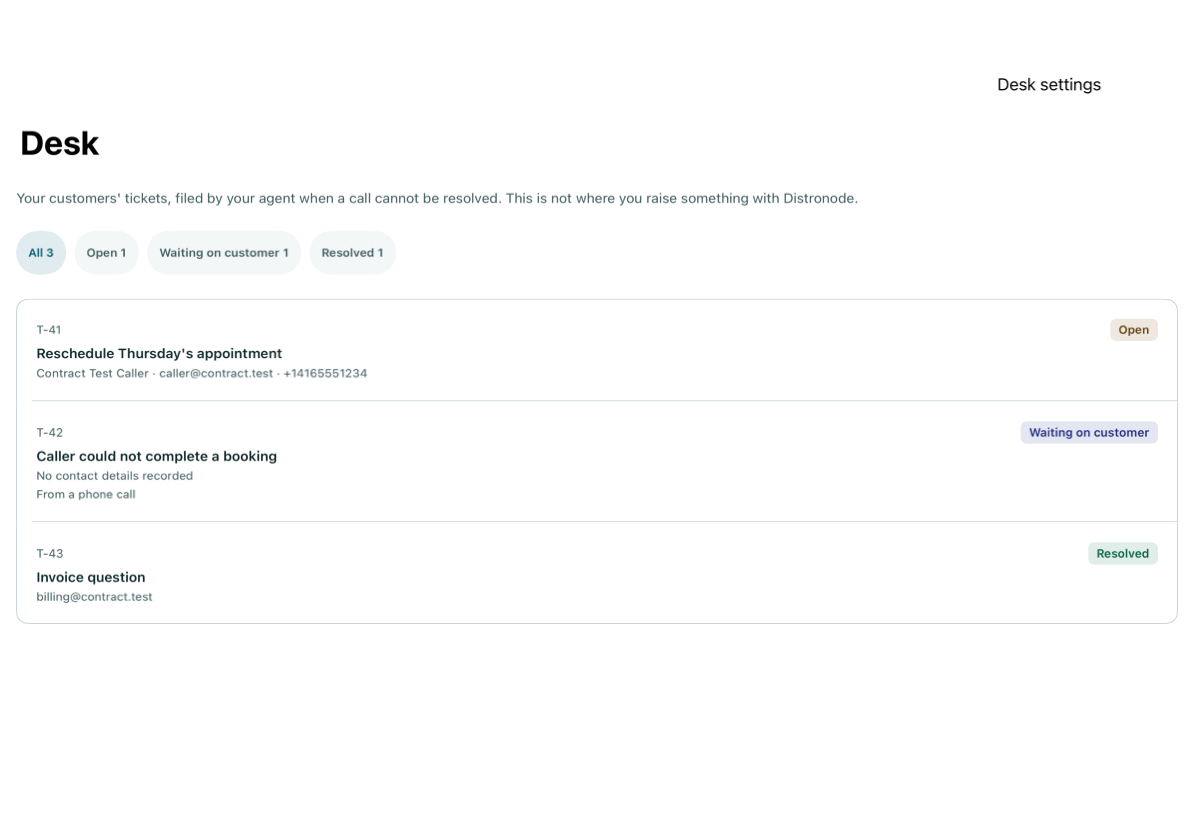 Desk settings
Desk
Your customers' tickets, filed by your agent when a call cannot be resolved. This is not where you raise something with Distronode.
All 3
Open 1
Waiting on customer 1
Resolved 1
T-41
Open
Reschedule Thursday's appointment
Contract Test Caller · caller@contract.test · +14165551234
T-42
Waiting on customer
Caller could not complete a booking
No contact details recorded
From a phone call
T-43
Resolved
Invoice question
billing@contract.test